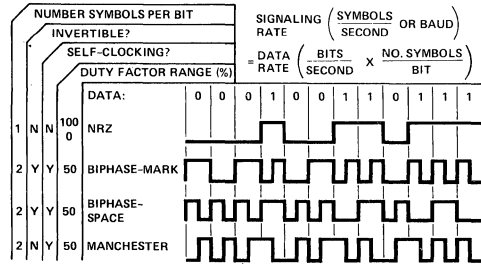 NUMBER SYMBOLS PER BIT
INVERTIBLE?
SELF-CLOCKING?
DUTY FACTOR RANGE (%)
SIGNALING RATE (SYMBOLS/SECOND OR BAUD)
= DATA RATE (BITS/SECOND X NO. SYMBOLS/BIT)
DATA: 0 0 0 1 0 0 1 1 0 1 1 1
1 N N 100 0 NRZ
2 Y Y 50 BIPHASE-MARK
2 Y Y 50 BIPHASE-SPACE
2 N Y 50 MANCHESTER